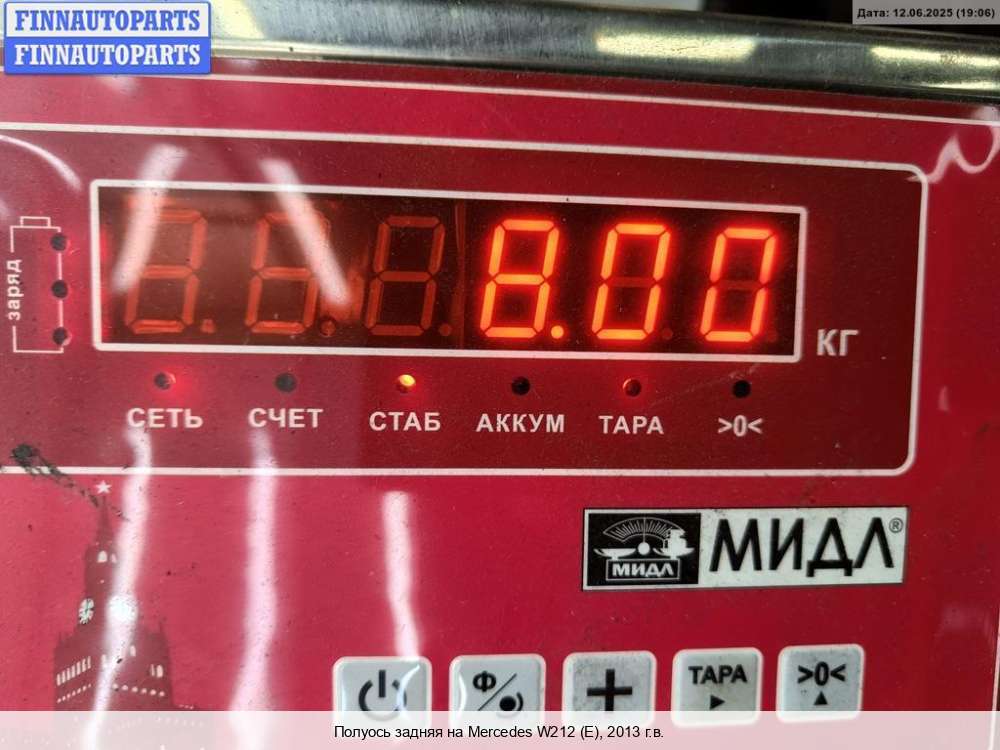 FINNAUTOPARTS
FINNAUTOPARTS
Дата: 12.06.2025 (19:06)
заряд
8.00
КГ
СЕТЬ СЧЕТ СТАБ АККУМ ТАРА >0<
МИДЛ
МИДЛ®
Ф ТАРА >0<
Полуось задняя на Mercedes W212 (E), 2013 г.в.